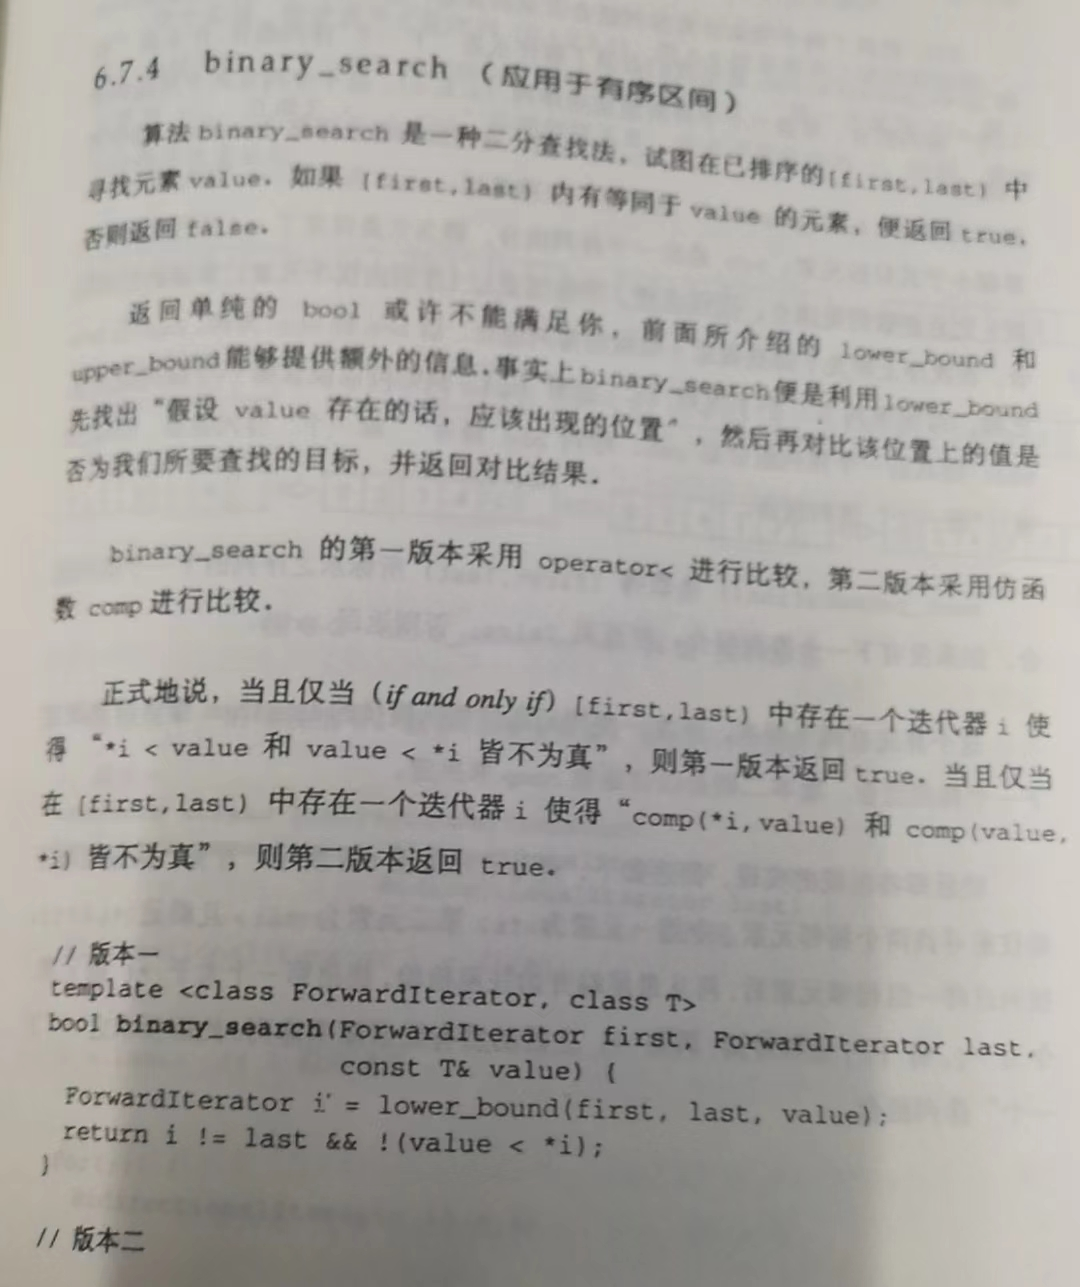 6.7.4 binary_search （应用于有序区间）
算法 binary_search 是一种二分查找法，试图在已排序的[first,last) 中
寻找元素 value．如果 [first,last) 内有等同于 value 的元素，便返回 true，
否则返回 false．
返回单纯的 bool 或许不能满足你，前面所介绍的 lower_bound 和
upper_bound 能够提供额外的信息．事实上 binary_search 便是利用 lower_bound
先找出“假设 value 存在的话，应该出现的位置”，然后再对比该位置上的值是
否为我们所要查找的目标，并返回对比结果．
binary_search 的第一版本采用 operator< 进行比较，第二版本采用仿函
数 comp 进行比较．
正式地说，当且仅当（if and only if）[first,last) 中存在一个迭代器 i 使
得“*i < value 和 value < *i 皆不为真”，则第一版本返回 true．当且仅当
在 [first,last) 中存在一个迭代器 i 使得“comp(*i,value) 和 comp(value,
*i) 皆不为真”，则第二版本返回 true．
// 版本一
template <class ForwardIterator, class T>
bool binary_search(ForwardIterator first, ForwardIterator last,
const T& value) {
ForwardIterator i = lower_bound(first, last, value);
return i != last && !(value < *i);
}
// 版本二